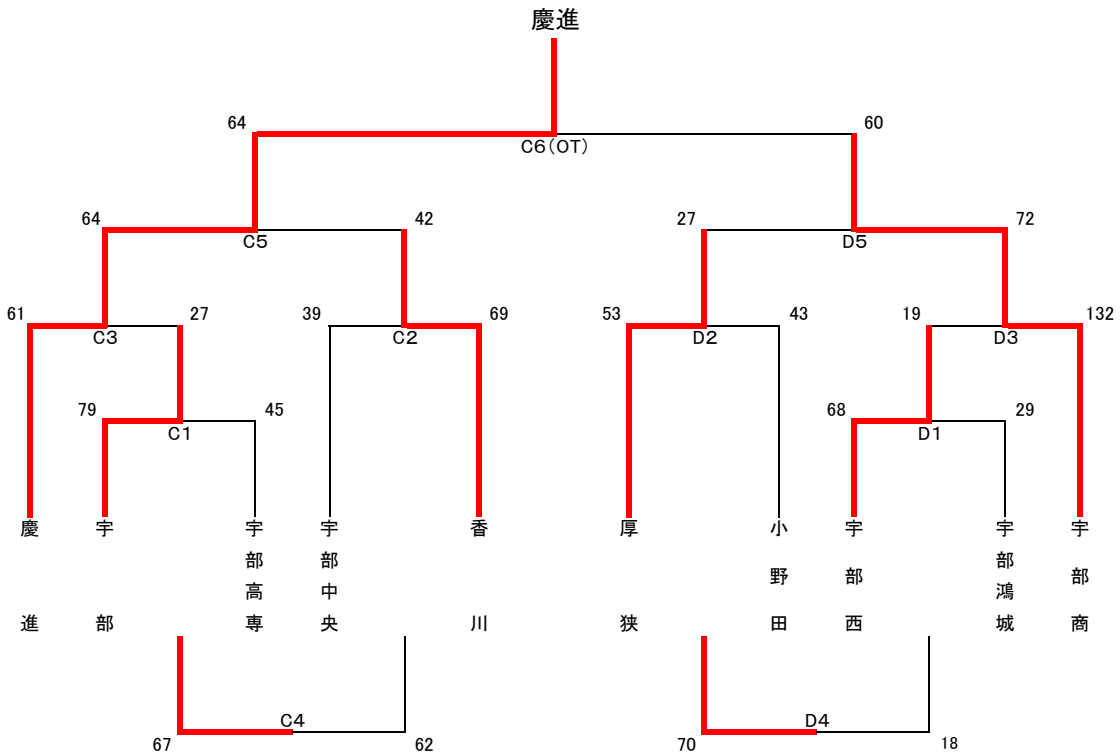 慶進
64
60
C6(OT)
64
42
27
72
C5
D5
61
27
39
69
53
43
19
132
C3
C2
D2
D3
79
45
68
29
C1
D1
慶進
宇部
宇部高専
宇部中央
香川
厚狭
小野田
宇部西
宇部鴻城
宇部商
C4
D4
67
62
70
18